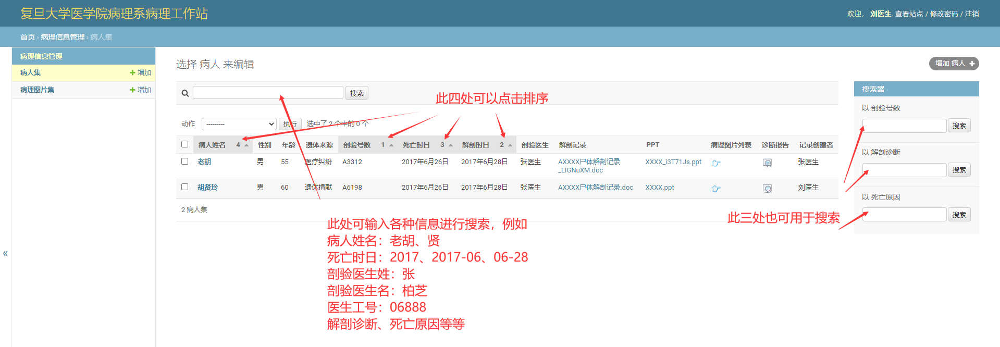 复旦大学医学院病理系病理工作站
欢迎， 刘医生. 查看站点 / 修改密码 / 注销
首页 › 病理信息管理 › 病人集
病理信息管理
病人集 增加
病理图片集 增加
选择 病人 来编辑
增加 病人
搜索
此四处可以点击排序
动作 --------- 执行 选中了 2 个中的 0 个
病人姓名 4 性别 年龄 遗体来源 剖验号数 1 死亡时日 3 解剖时日 2 剖验医生 解剖记录 PPT 病理图片列表 诊断报告 记录创建者
老胡 男 55 医疗纠纷 A3312 2017年6月26日 2017年6月28日 张医生 AXXXX尸体解剖记录 XXXX_i3T71Js.ppt 张医生
_LIGNuXM.doc
胡贤玲 男 60 遗体捐献 A6198 2017年6月26日 2017年6月28日 张医生 AXXXX尸体解剖记录.doc XXXX.ppt 刘医生
2 病人集
搜索器
以 剖验号数
搜索
以 解剖诊断
搜索
以 死亡原因
搜索
此三处也可用于搜索
此处可输入各种信息进行搜索，例如
病人姓名：老胡、贤
死亡时日：2017、2017-06、06-28
剖验医生姓：张
剖验医生名：柏芝
医生工号：06888
解剖诊断、死亡原因等等
«